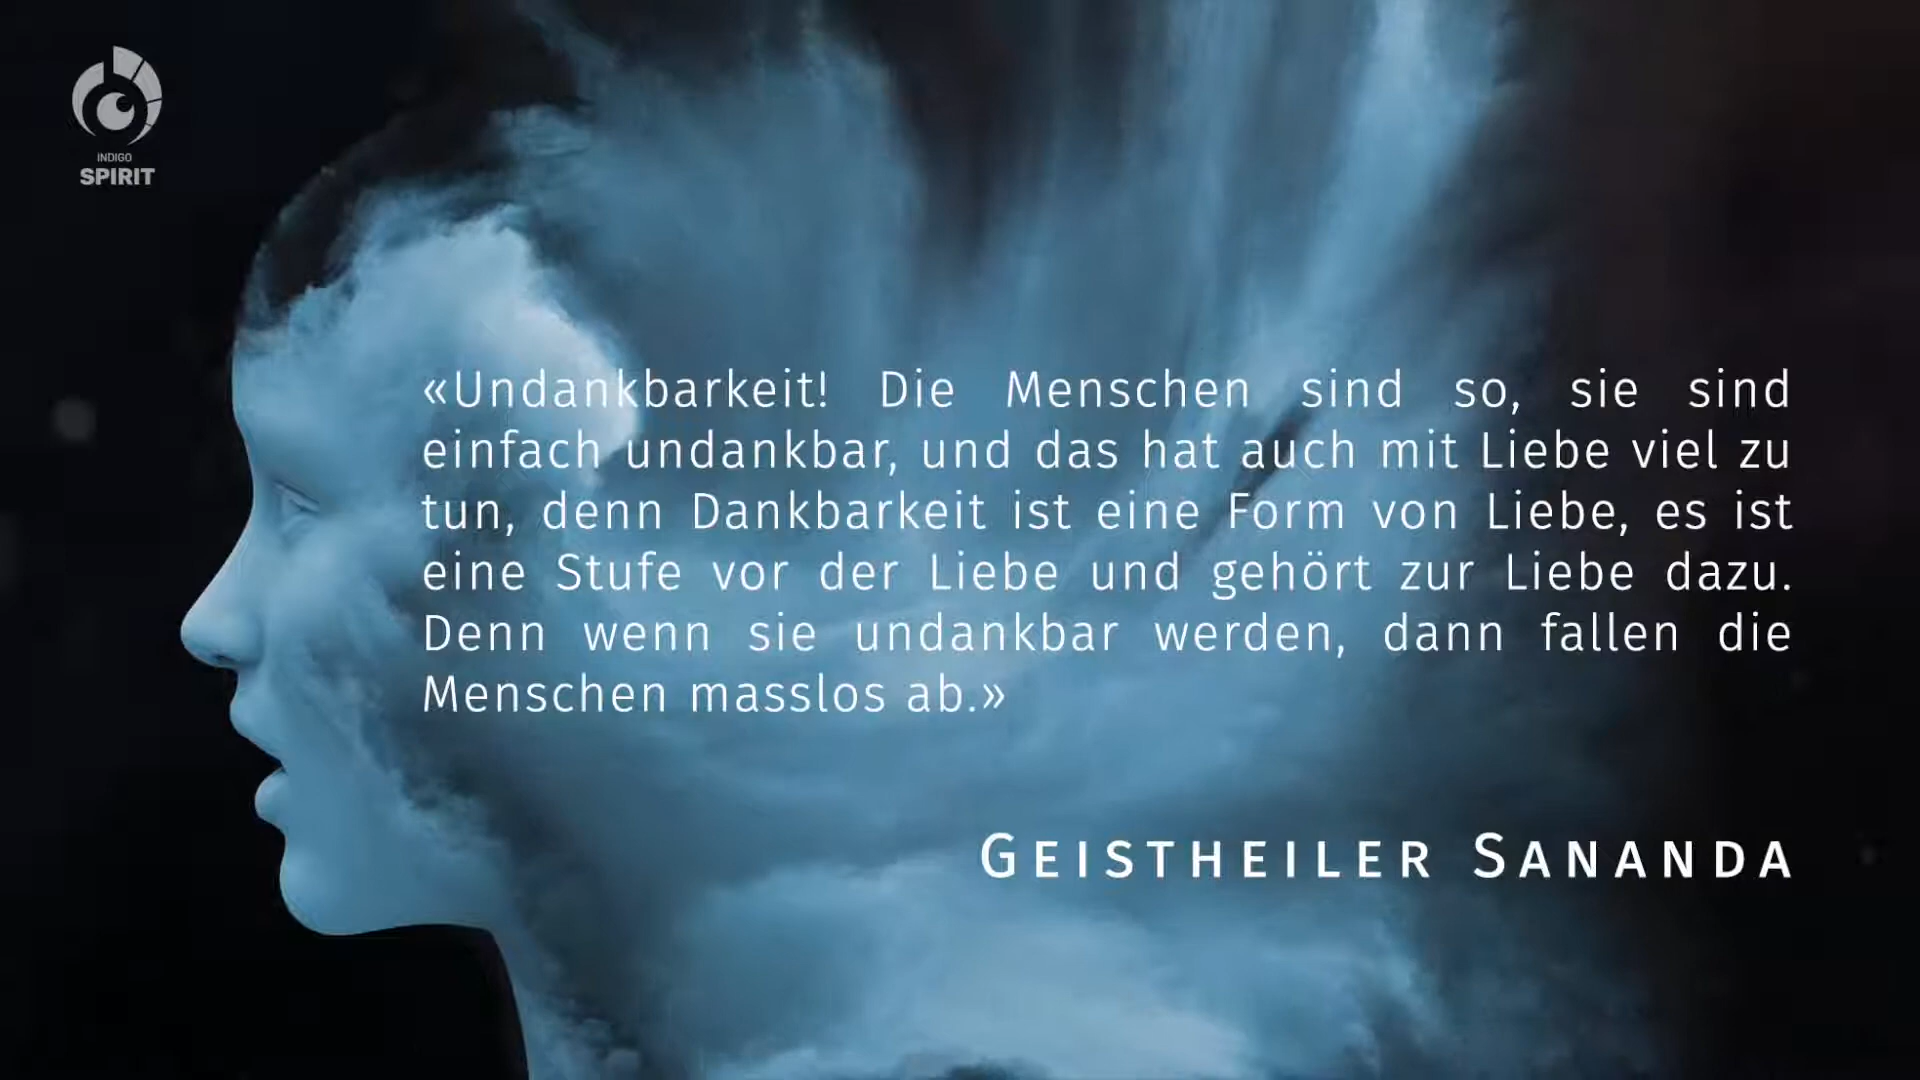 INDIGO
SPIRIT
«Undankbarkeit! Die Menschen sind so, sie sind
einfach undankbar, und das hat auch mit Liebe viel zu
tun, denn Dankbarkeit ist eine Form von Liebe, es ist
eine Stufe vor der Liebe und gehört zur Liebe dazu.
Denn wenn sie undankbar werden, dann fallen die
Menschen masslos ab.»
GEISTHEILER SANANDA